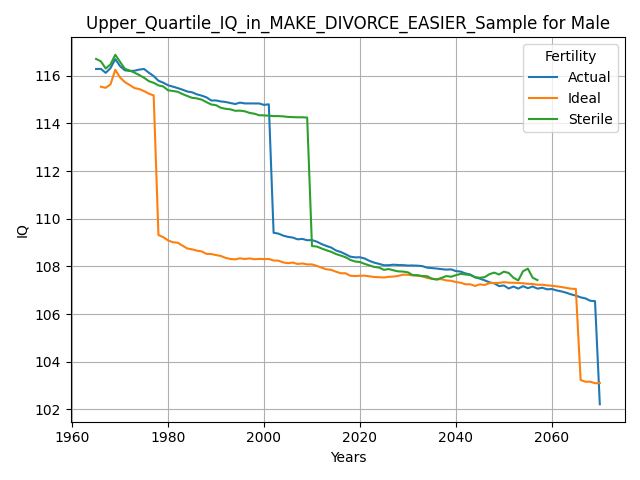 Upper_Quartile_IQ_in_MAKE_DIVORCE_EASIER_Sample for Male
Fertility
Actual
Ideal
Sterile
IQ
116
114
112
110
108
106
104
102
1960
1980
2000
2020
2040
2060
Years